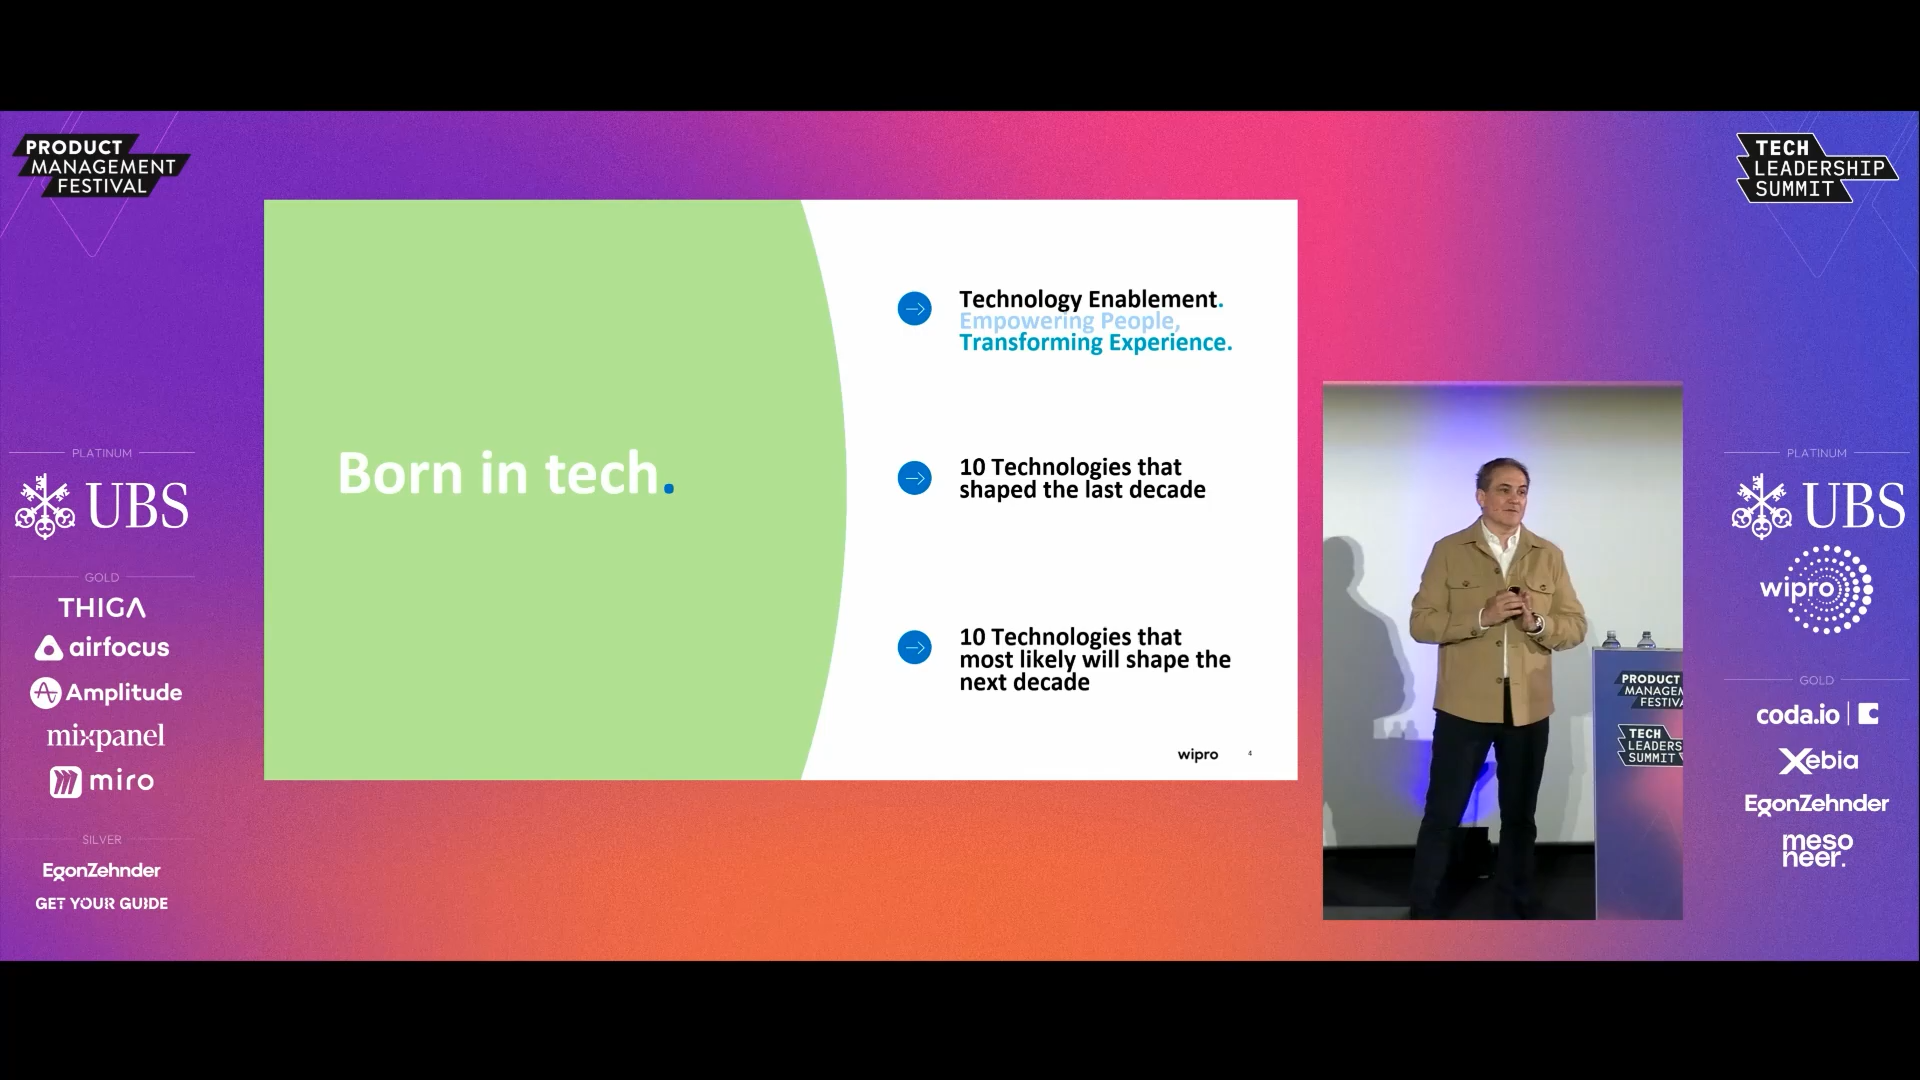 PRODUCT
MANAGEMENT
FESTIVAL
TECH
LEADERSHIP
SUMMIT
Born in tech.
Technology Enablement.
Empowering People,
Transforming Experience.
10 Technologies that
shaped the last decade
10 Technologies that
most likely will shape the
next decade
wipro 4
PLATINUM
UBS
GOLD
THIGA
airfocus
Amplitude
mixpanel
miro
SILVER
EgonZehnder
GET YOUR GUIDE
PRODUCT
MANAGEM
FESTIVA
TECH
LEADERS
SUMMIT
PLATINUM
UBS
wipro
GOLD
coda.io
Xebia
EgonZehnder
meso
neer.